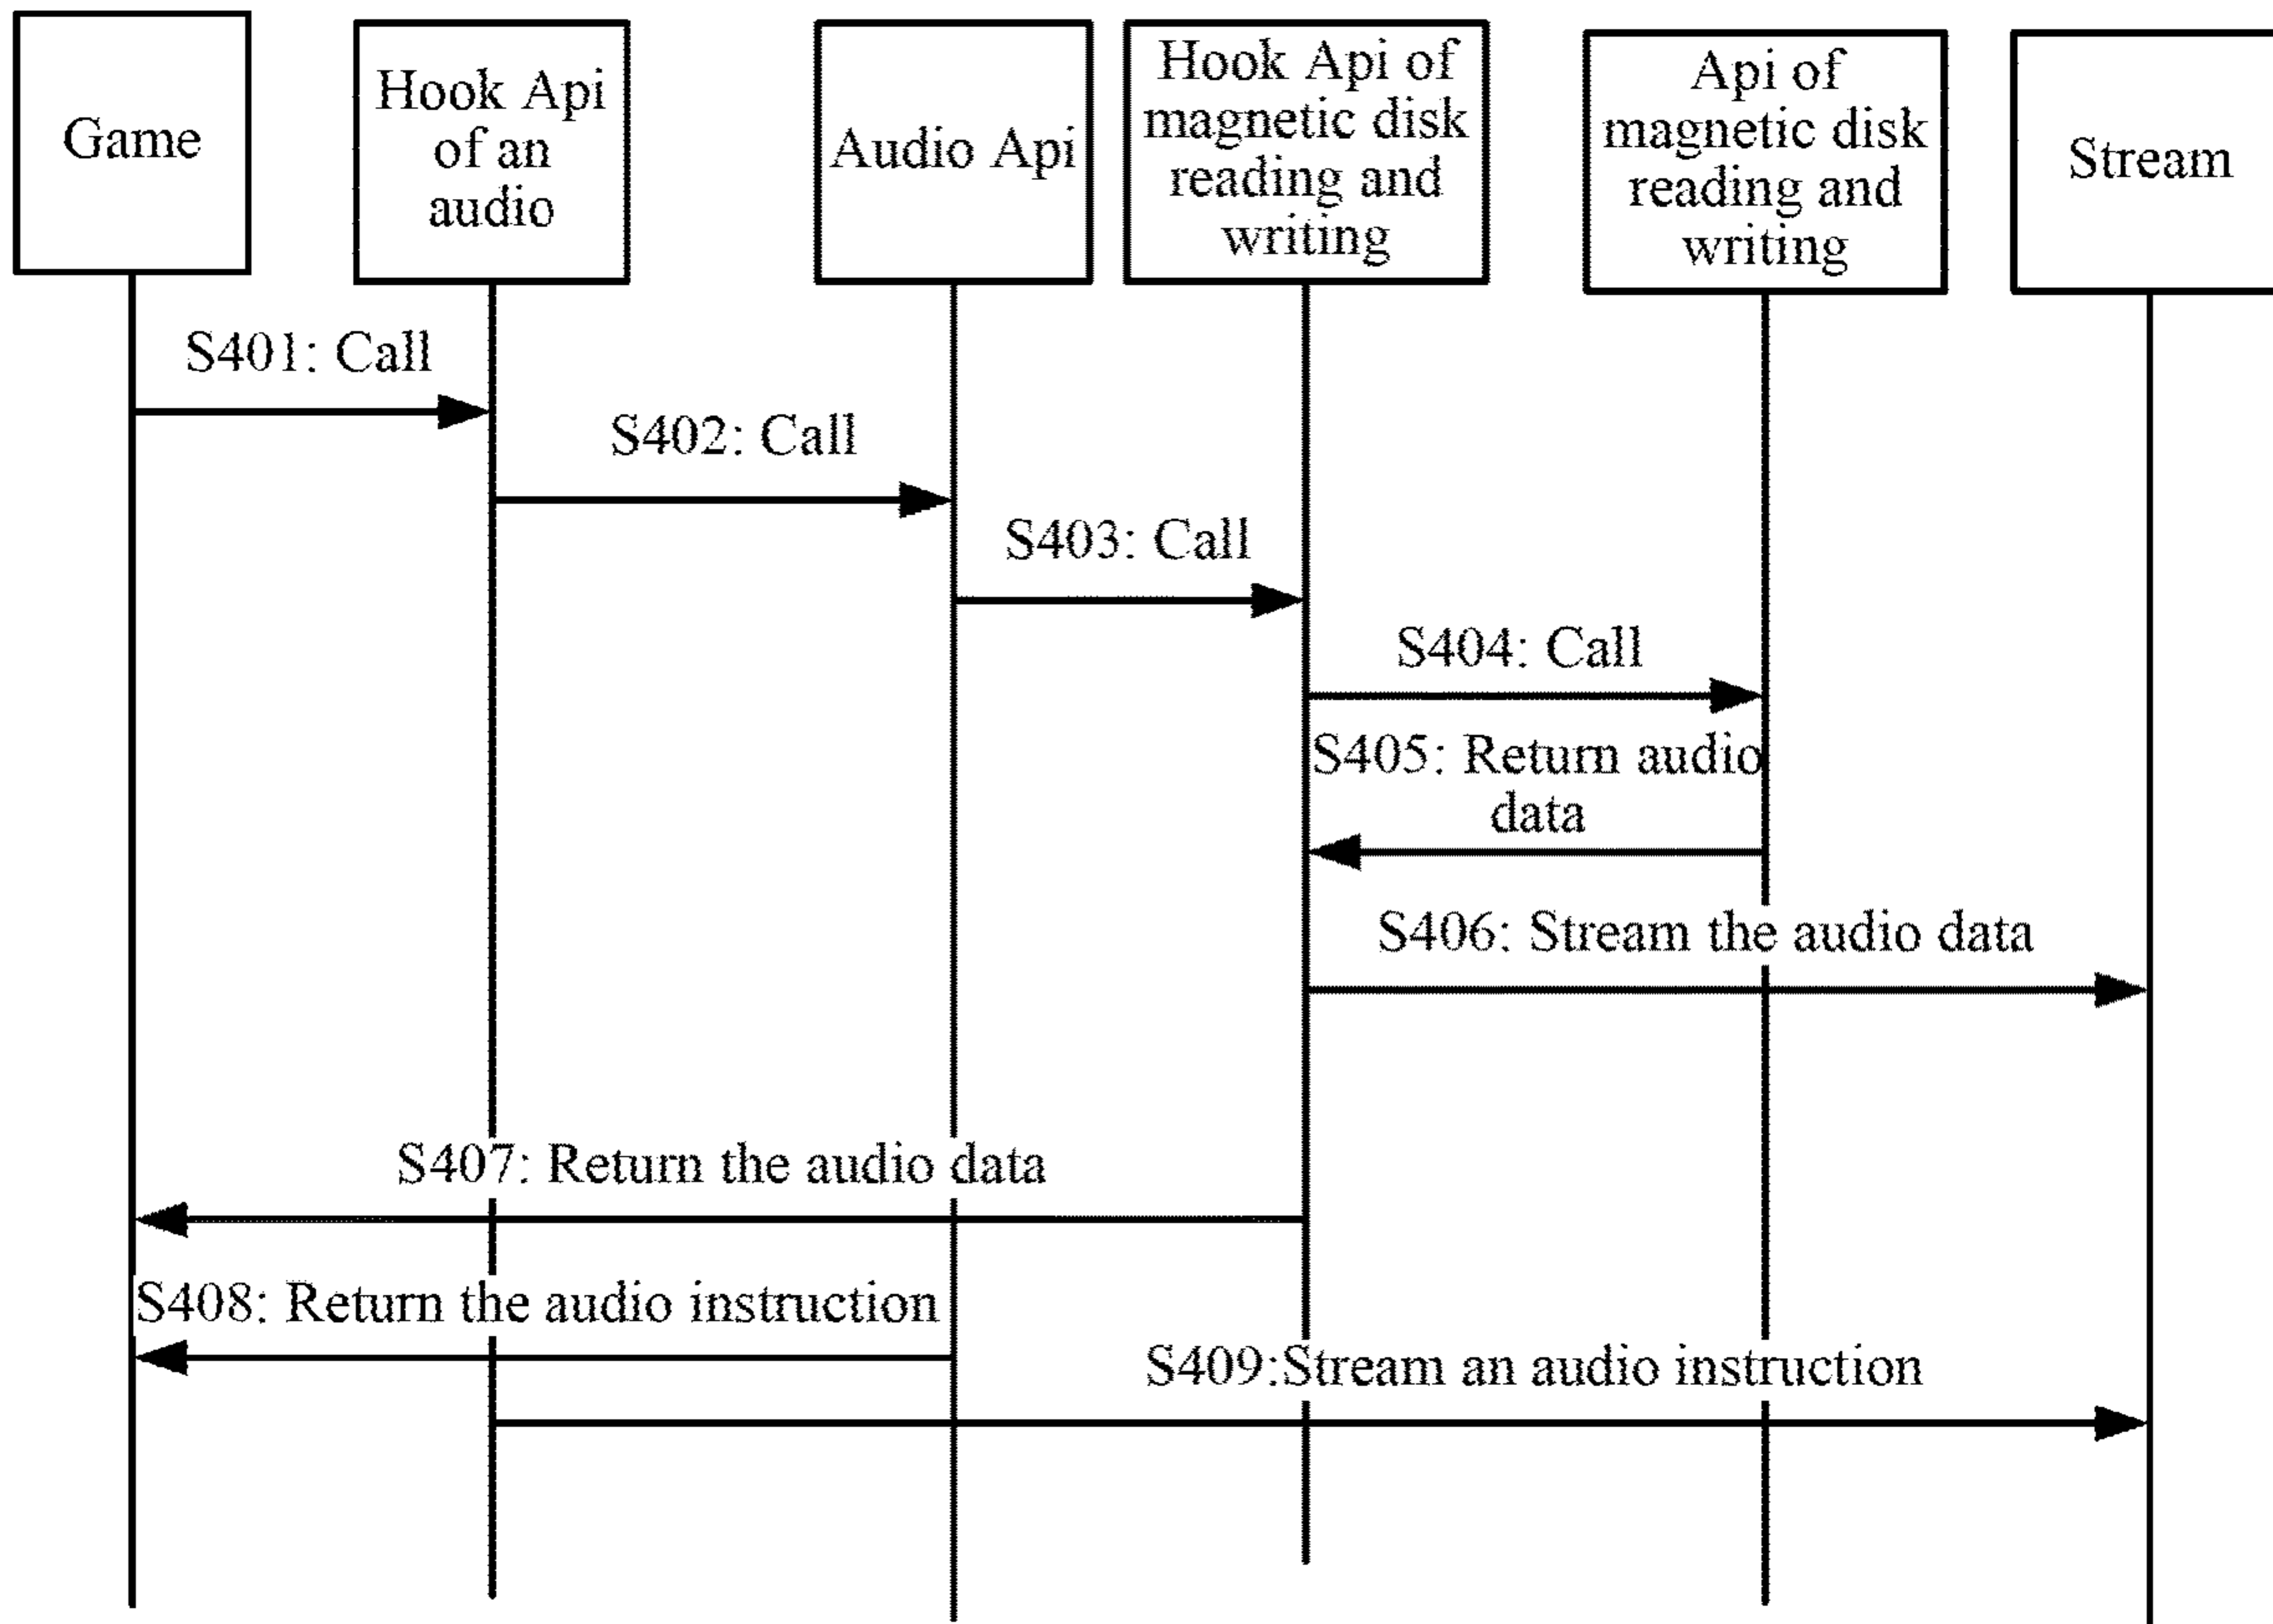 Game
Hook Api
of an
audio
Audio Api
Hook Api of
magnetic disk
reading and
writing
Api of
magnetic disk
reading and
writing
Stream
S401: Call
S402: Call
S403: Call
S404: Call
S405: Return audio
data
S406: Stream the audio data
S407: Return the audio data
S408: Return the audio instruction
S409:Stream an audio instruction